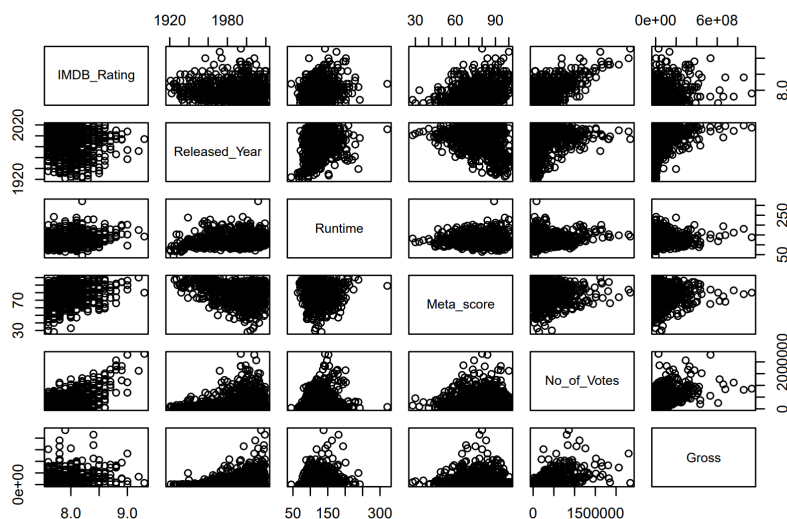 1920 1980
30 60 90
0e+00 6e+08
IMDB_Rating
8.0
1920 2020
Released_Year
Runtime
50 250
30 70
Meta_score
No_of_Votes
0 2000000
0e+00
Gross
8.0 9.0
50 150 300
0 1500000